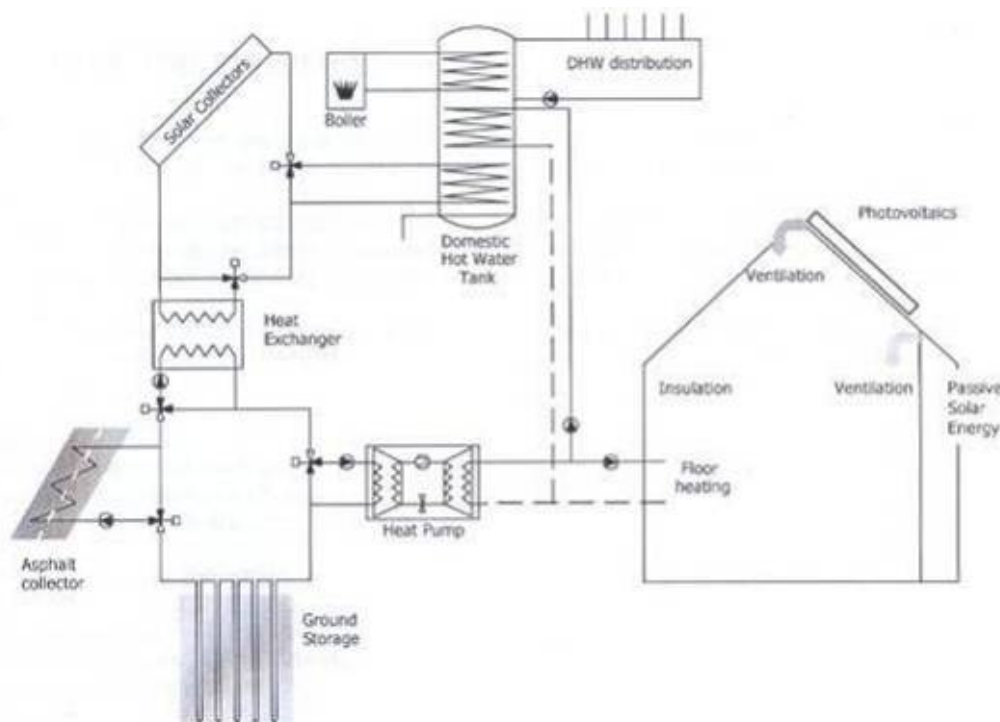 Solar Collectors
Boiler
DHW distribution
Domestic
Hot Water
Tank
Photovoltaics
Ventilation
Heat
Exchanger
Insulation
Ventilation
Passive
Solar
Energy
Floor
heating
Heat Pump
Asphalt
collector
Ground
Storage